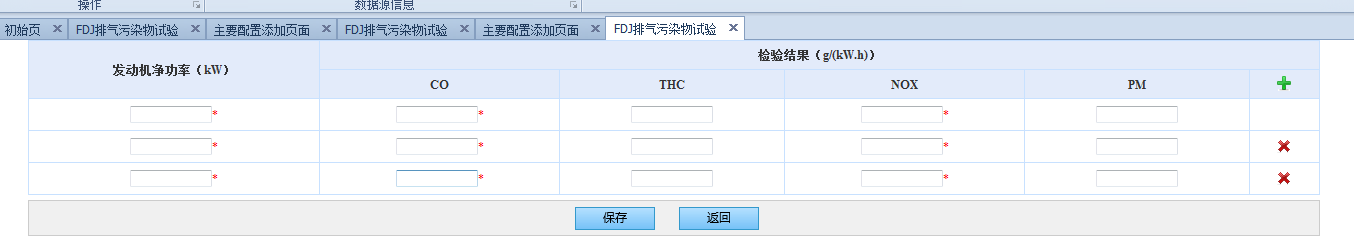 操作 数据源信息
初始页 FDJ排气污染物试验 主要配置添加页面 FDJ排气污染物试验 主要配置添加页面 FDJ排气污染物试验
发动机净功率（kW） 检验结果（g/(kW.h)）
CO THC NOX PM
* * *
* * *
* * *
保存 返回